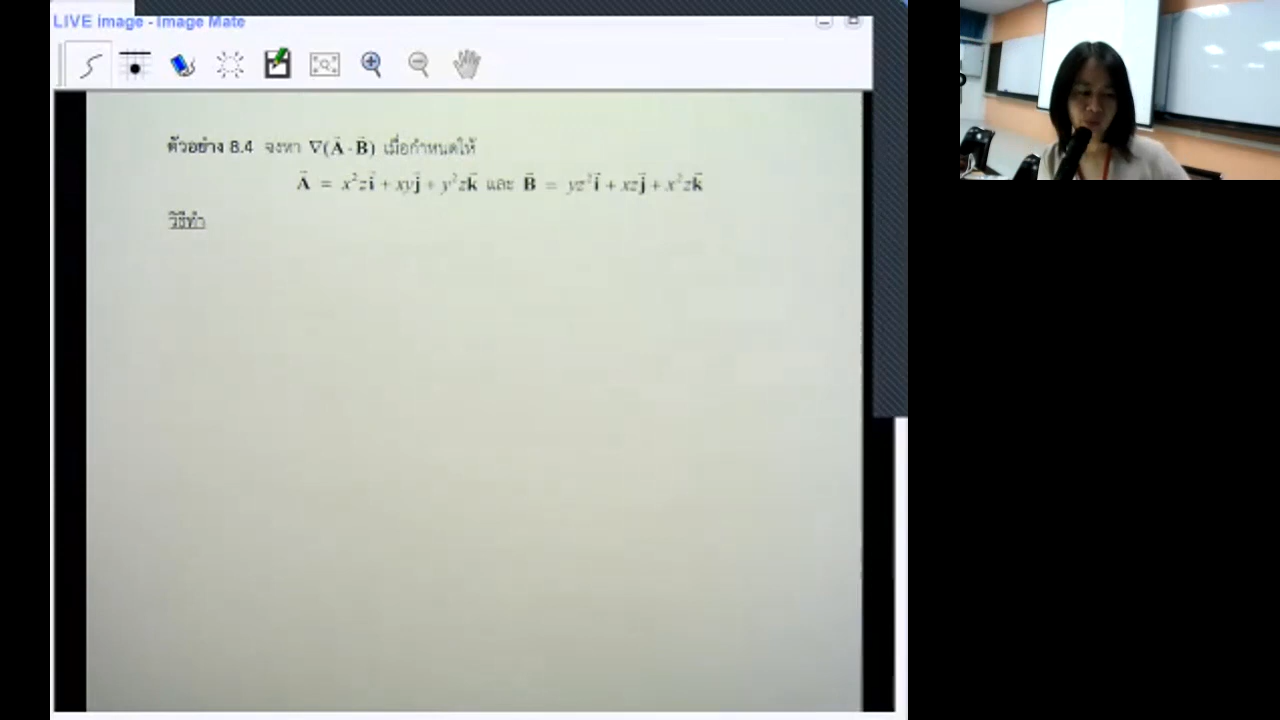 LIVE image - Image Mate
ตัวอย่าง 8.4 จงหา ∇(A⃗ · B⃗) เมื่อกำหนดให้
A⃗ = x²zi⃗ + xyj⃗ + y²zk⃗ และ B⃗ = yz²i⃗ + xzj⃗ + x²zk⃗
วิธีทำ